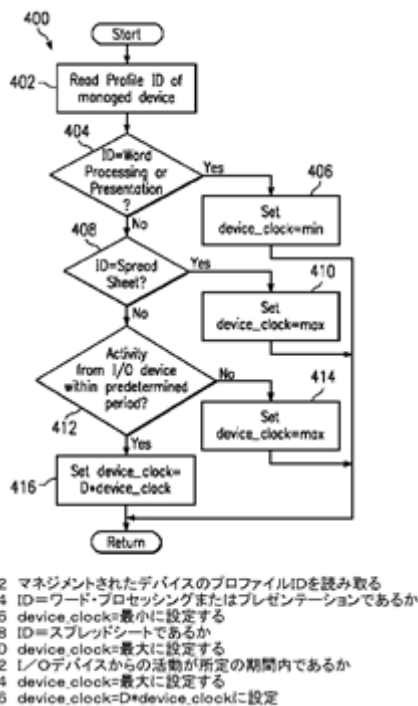 400
Start
402
Read Profile ID of
managed device
404
ID=Word
Processing or
Presentation
?
Yes
406
Set
device_clock=min
No
408
ID=Spread
Sheet?
Yes
410
Set
device_clock=max
No
Activity
from I/O device
within predetermined
period?
412
No
414
Set
device_clock=max
Yes
416
Set device_clock=
D*device_clock
Return
2 マネジメントされたデバイスのプロファイルIDを読み取る
4 ID=ワード・プロセッシングまたはプレゼンテーションであるか
6 device_clock=最小に設定する
8 ID=スプレッドシートであるか
0 device_clock=最大に設定する
2 I/Oデバイスからの活動が所定の期間内であるか
4 device_clock=最大に設定する
6 device_clock=D*device_clockに設定